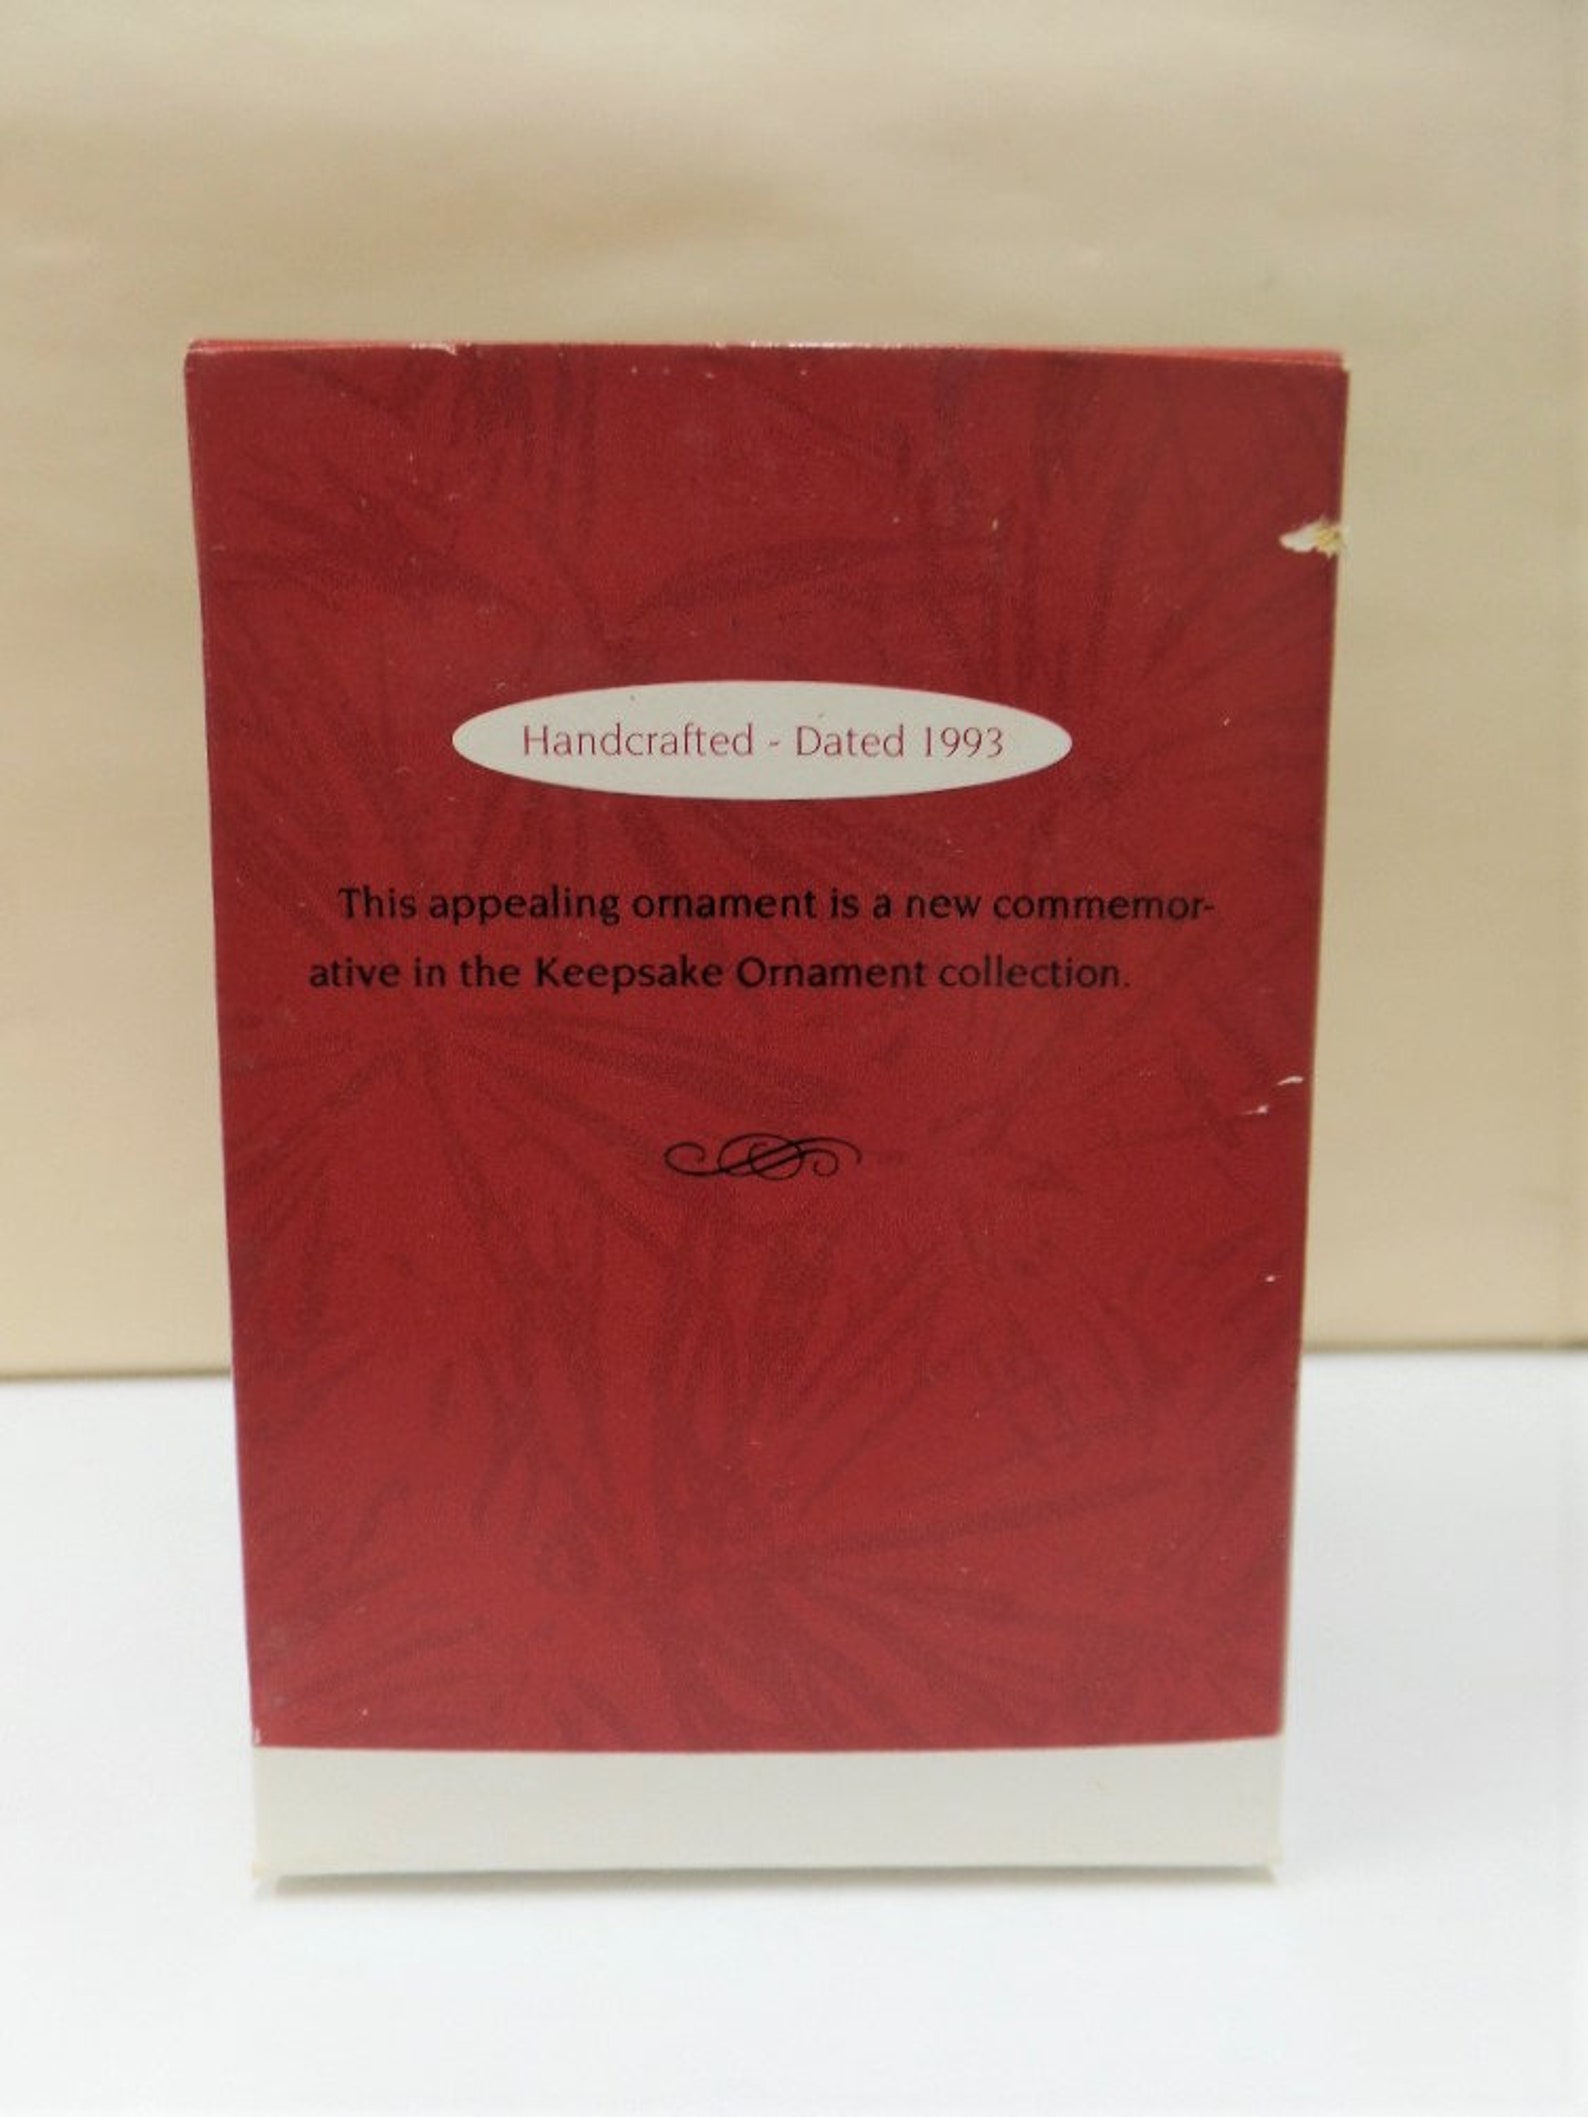 Handcrafted - Dated 1993
This appealing ornament is a new commemor-
ative in the Keepsake Ornament collection.